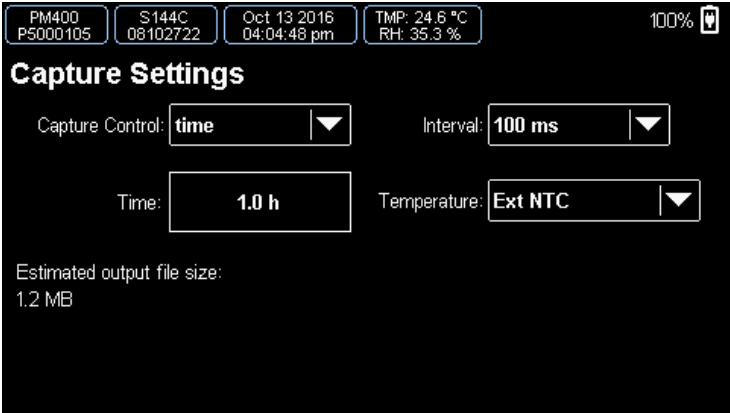 PM400
P5000105
S144C
08102722
Oct 13 2016
04:04:48 pm
TMP: 24.6 °C
RH: 35.3 %
100%
Capture Settings
Capture Control: time
Interval: 100 ms
Time: 1.0 h
Temperature: Ext NTC
Estimated output file size:
1.2 MB